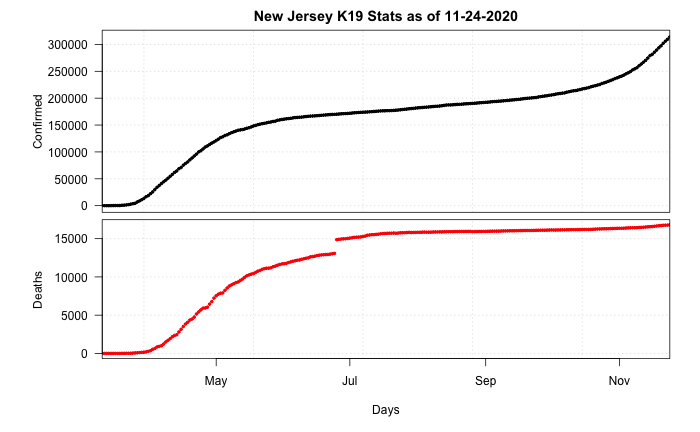 New Jersey K19 Stats as of 11-24-2020
Confirmed
300000
250000
200000
150000
100000
50000
0
Deaths
15000
10000
5000
0
May Jul Sep Nov
Days